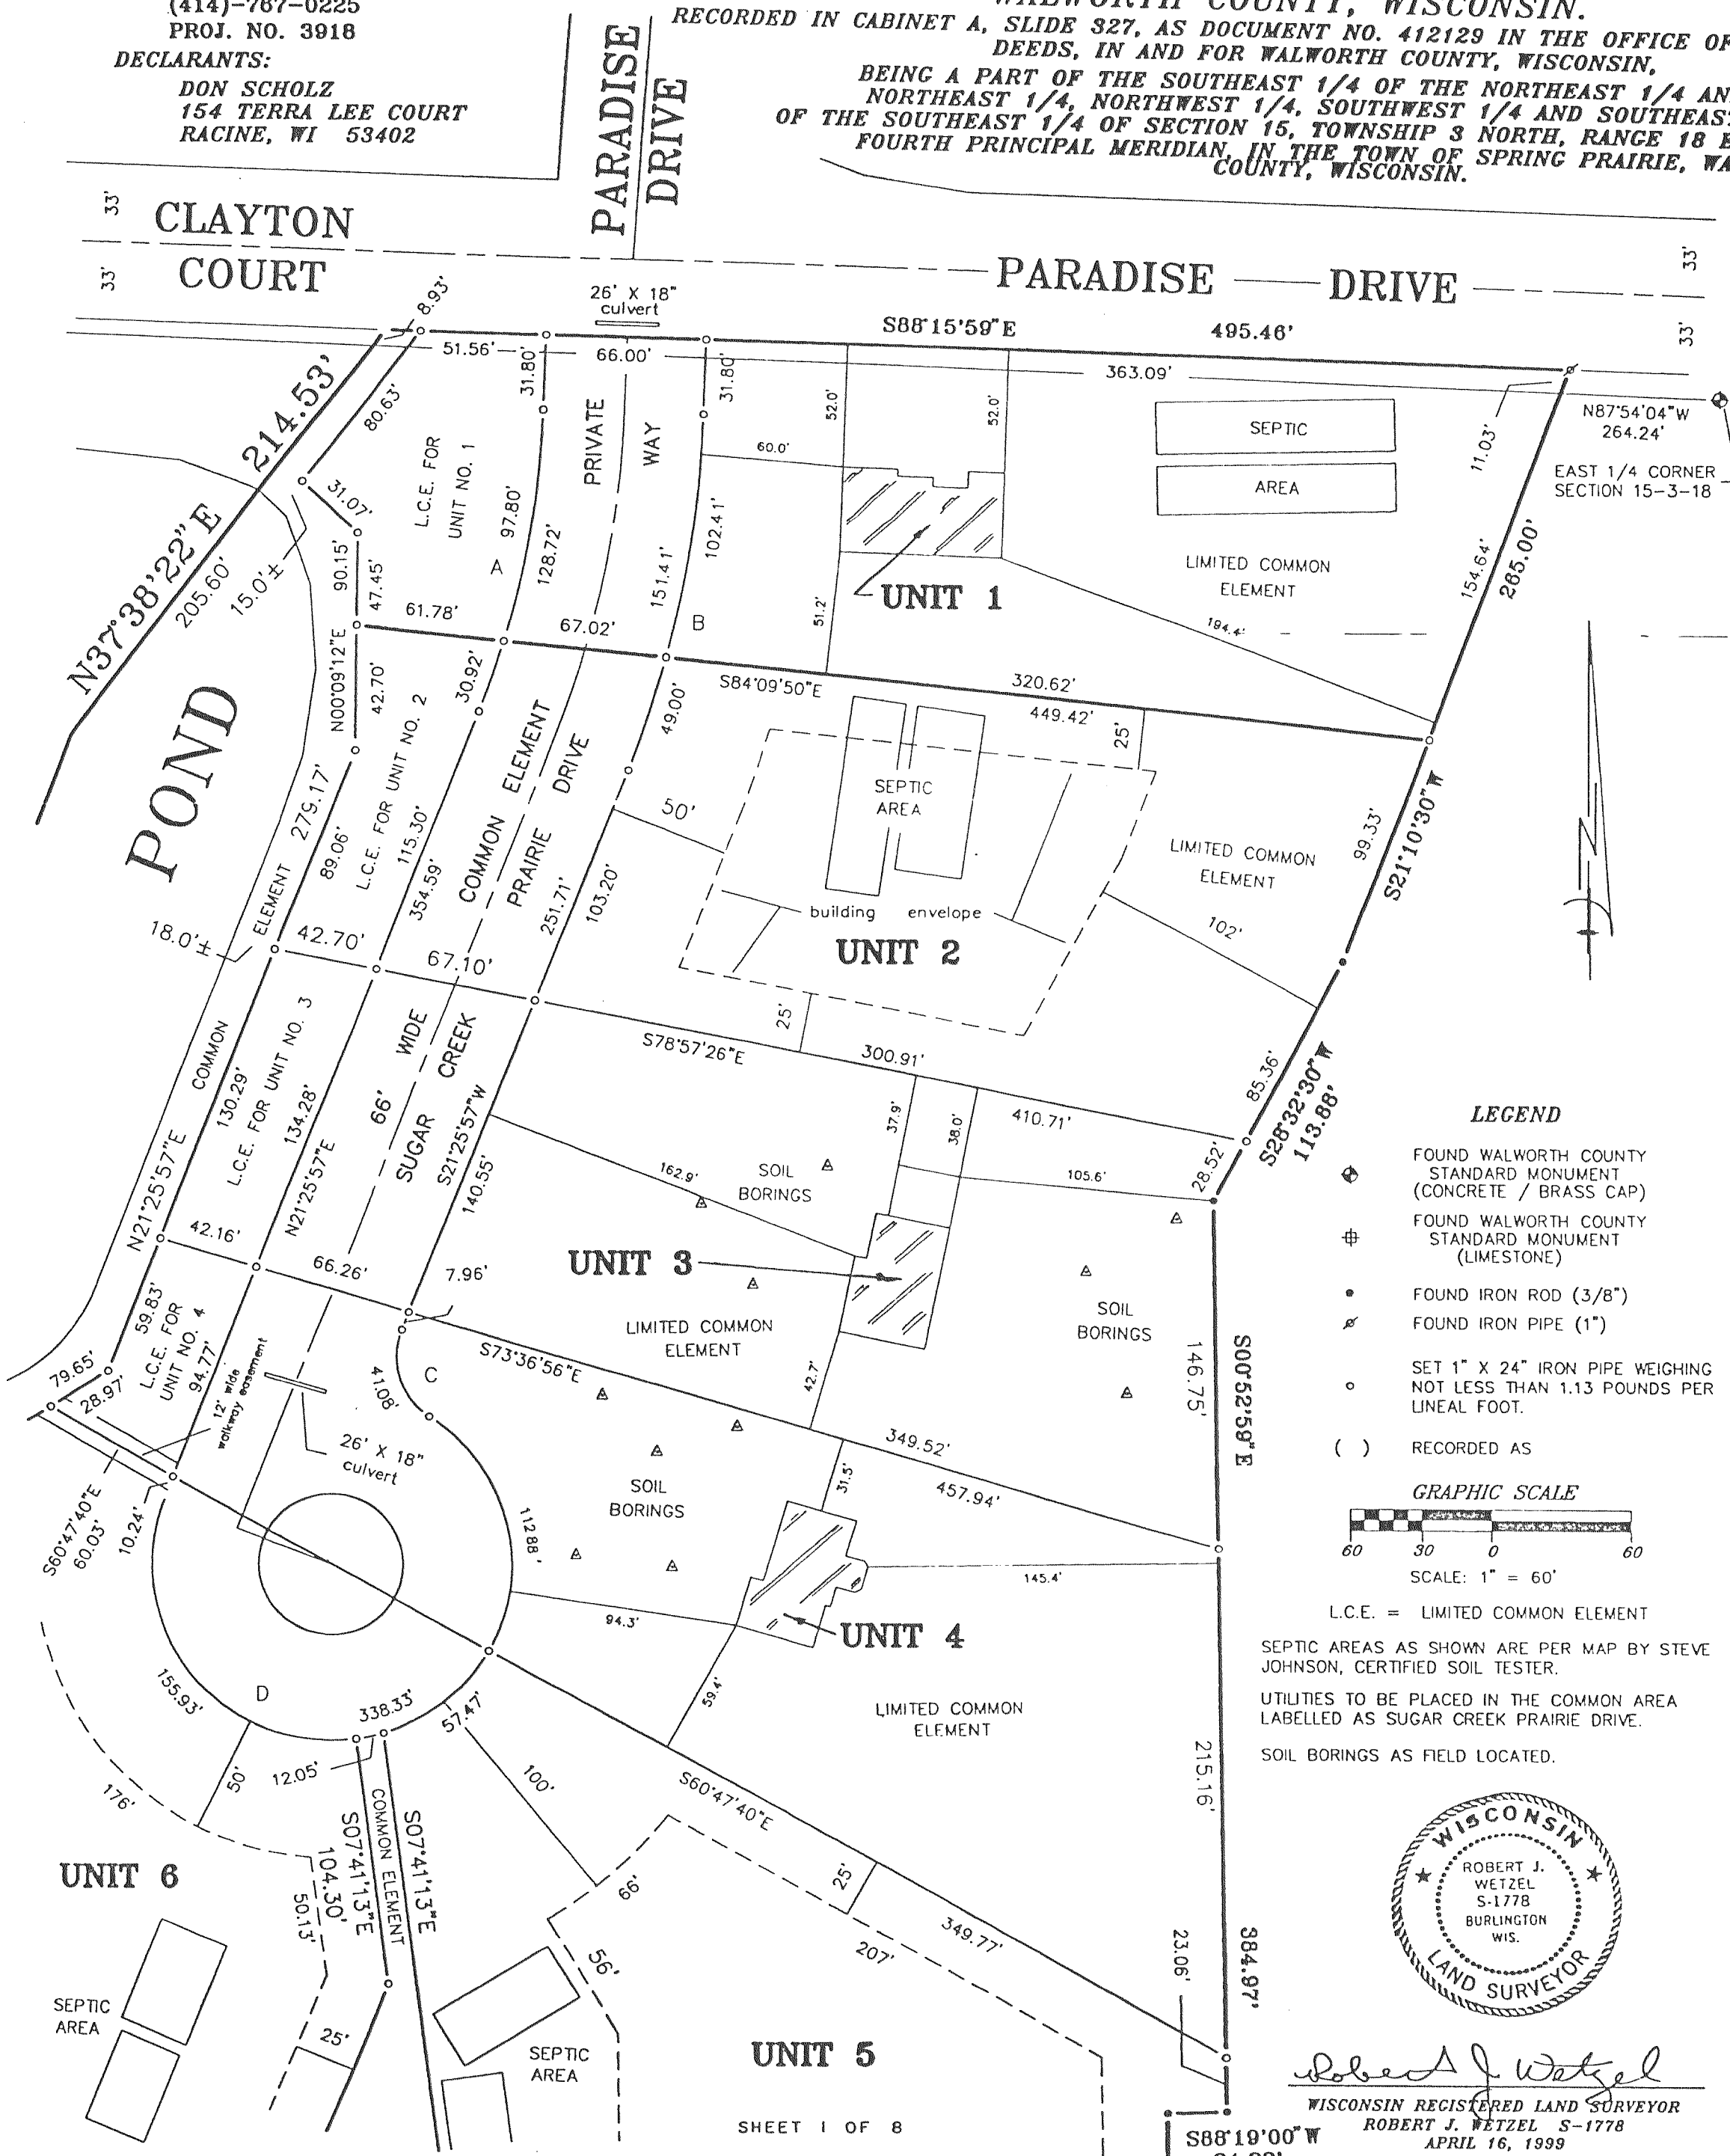 (414)-767-0225
PROJ. NO. 3918
DECLARANTS:
DON SCHOLZ
154 TERRA LEE COURT
RACINE, WI 53402
WALWORTH COUNTY, WISCONSIN.
RECORDED IN CABINET A, SLIDE 327, AS DOCUMENT NO. 412129 IN THE OFFICE OF
DEEDS, IN AND FOR WALWORTH COUNTY, WISCONSIN,
BEING A PART OF THE SOUTHEAST 1/4 OF THE NORTHEAST 1/4 AN
NORTHEAST 1/4, NORTHWEST 1/4, SOUTHWEST 1/4 AND SOUTHEAS
OF THE SOUTHEAST 1/4 OF SECTION 15, TOWNSHIP 3 NORTH, RANGE 18 E
FOURTH PRINCIPAL MERIDIAN, IN THE TOWN OF SPRING PRAIRIE, WA
COUNTY, WISCONSIN.
PARADISE
DRIVE
33'
CLAYTON
33'
COURT
PARADISE DRIVE
33'
33'
8.93'
26' X 18"
culvert
S88°15'59"E
495.46'
51.56'
66.00'
363.09'
214.53'
80.63'
31.80'
31.80'
52.0'
52.0'
11.03'
N87°54'04"W
264.24'
EAST 1/4 CORNER
SECTION 15-3-18
SEPTIC
AREA
PRIVATE
WAY
60.0'
L.C.E. FOR
UNIT NO. 1
31.07'
97.80'
A
128.72'
102.41'
151.41'
B
N37°38'22"E
205.60'
15.0'±
90.15'
47.45'
61.78'
67.02'
51.2'
UNIT 1
LIMITED COMMON
ELEMENT
194.4'
154.64'
265.00'
N00°09'12"E
42.70'
30.92'
49.00'
S84°09'50"E
320.62'
449.42'
25'
POND
L.C.E. FOR UNIT NO. 2
279.17'
89.06'
115.30'
354.59'
COMMON ELEMENT
PRAIRIE DRIVE
50'
251.71'
103.20'
SEPTIC
AREA
building envelope
UNIT 2
LIMITED COMMON
ELEMENT
102'
99.33'
S21°10'30"W
N
18.0'±
ELEMENT
42.70'
67.10'
25'
S78°57'26"E
300.91'
85.36'
S28°32'30"W
113.88'
COMMON
L.C.E. FOR UNIT NO. 3
130.29'
134.28'
66' WIDE
SUGAR CREEK
S21°25'57"W
140.55'
37.9'
38.0'
410.71'
105.6'
28.52'
N21°25'57"E
N21°25'57"E
162.9'
SOIL
BORINGS
42.16'
66.26'
7.96'
UNIT 3
LIMITED COMMON
ELEMENT
SOIL
BORINGS
42.7'
S73°36'56"E
59.83'
L.C.E. FOR
UNIT NO. 4
94.77'
12' wide
walkway easement
79.65'
28.97'
41.08'
C
26' X 18"
culvert
SOIL
BORINGS
349.52'
457.94'
31.5'
146.75'
S00°52'59"E
S60°47'40"E
60.03'
10.24'
112.88'
145.4'
94.3'
UNIT 4
59.4'
LIMITED COMMON
ELEMENT
155.93'
D
338.33'
57.47'
12.05'
50'
176'
100'
S60°47'40"E
215.16'
UNIT 6
S07°41'13"E
104.30'
50.13'
COMMON ELEMENT
S07°41'13"E
66'
25'
349.77'
207'
56'
23.06'
384.97'
SEPTIC
AREA
25'
SEPTIC
AREA
UNIT 5
SHEET 1 OF 8
S88°19'00"W
LEGEND
FOUND WALWORTH COUNTY
STANDARD MONUMENT
(CONCRETE / BRASS CAP)
FOUND WALWORTH COUNTY
STANDARD MONUMENT
(LIMESTONE)
FOUND IRON ROD (3/8")
FOUND IRON PIPE (1")
SET 1" X 24" IRON PIPE WEIGHING
NOT LESS THAN 1.13 POUNDS PER
LINEAL FOOT.
( ) RECORDED AS
GRAPHIC SCALE
60 30 0 60
SCALE: 1" = 60'
L.C.E. = LIMITED COMMON ELEMENT
SEPTIC AREAS AS SHOWN ARE PER MAP BY STEVE
JOHNSON, CERTIFIED SOIL TESTER.
UTILITIES TO BE PLACED IN THE COMMON AREA
LABELLED AS SUGAR CREEK PRAIRIE DRIVE.
SOIL BORINGS AS FIELD LOCATED.
WISCONSIN
ROBERT J.
WETZEL
S-1778
BURLINGTON
WIS.
LAND SURVEYOR
Robert J Wetzel
WISCONSIN REGISTERED LAND SURVEYOR
ROBERT J. WETZEL S-1778
APRIL 16, 1999